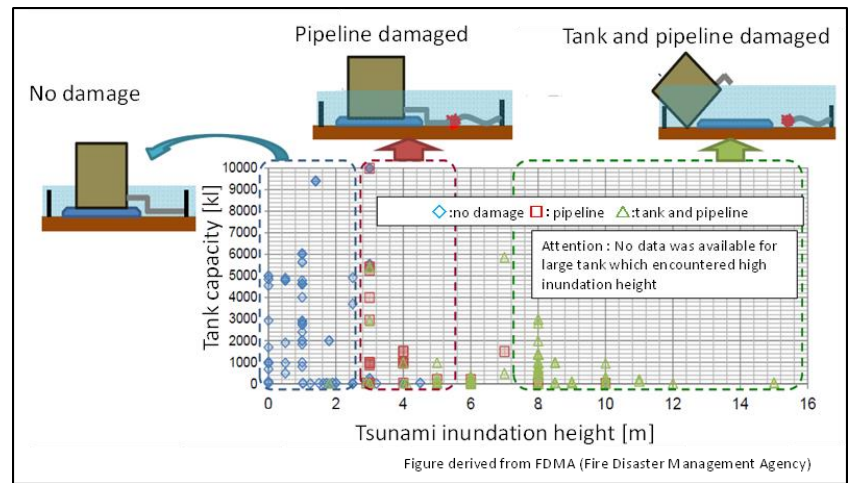 Pipeline damaged
Tank and pipeline damaged
No damage
Tank capacity [kl]
10000
9000
8000
7000
6000
5000
4000
3000
2000
1000
0
:no damage : pipeline :tank and pipeline
Attention : No data was available for
large tank which encountered high
inundation height
0 2 4 6 8 10 12 14 16
Tsunami inundation height [m]
Figure derived from FDMA (Fire Disaster Management Agency)